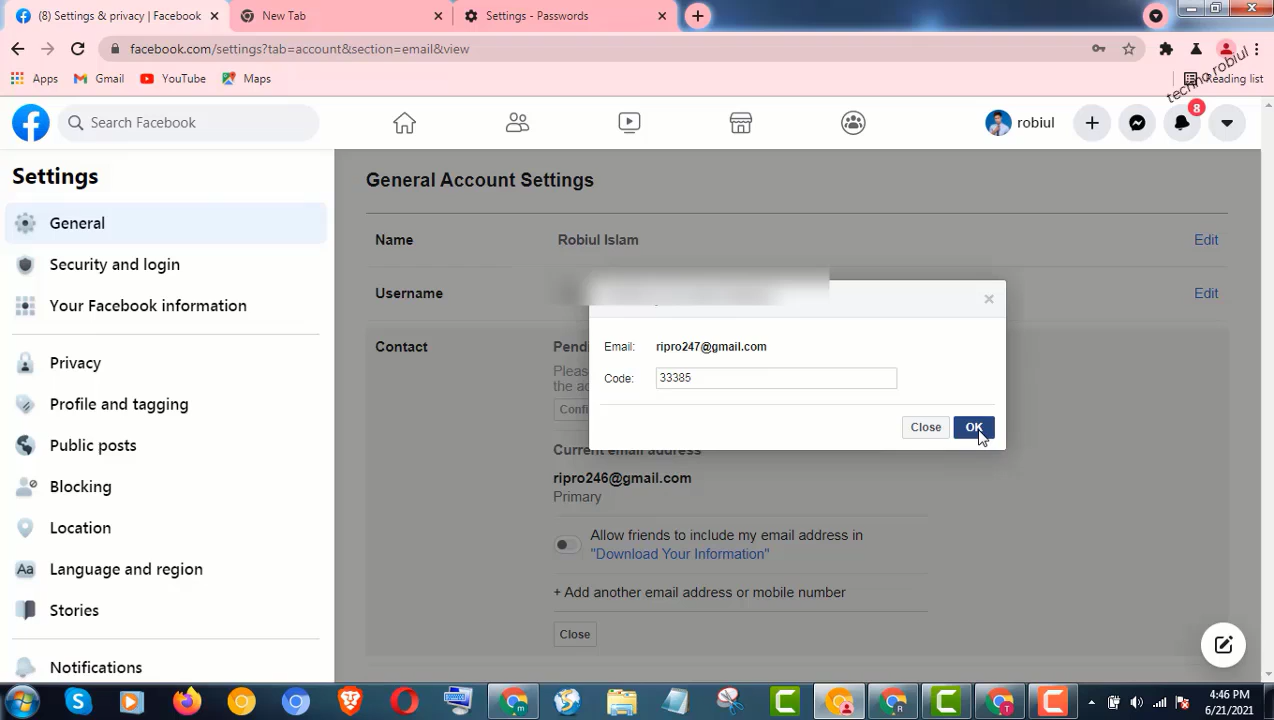 (8) Settings & privacy | Facebook
New Tab
Settings - Passwords
facebook.com/settings?tab=account&section=email&view
Apps
Gmail
YouTube
Maps
Reading list
techno robiul
Search Facebook
robiul
8
Settings
General
Security and login
Your Facebook information
Privacy
Profile and tagging
Public posts
Blocking
Location
Language and region
Stories
Notifications
General Account Settings
Name
Robiul Islam
Edit
Username
Edit
Contact
Email:
ripro247@gmail.com
Code:
33385
Close
OK
Current email address
ripro246@gmail.com
Primary
Allow friends to include my email address in
"Download Your Information"
+ Add another email address or mobile number
Close
4:46 PM
6/21/2021